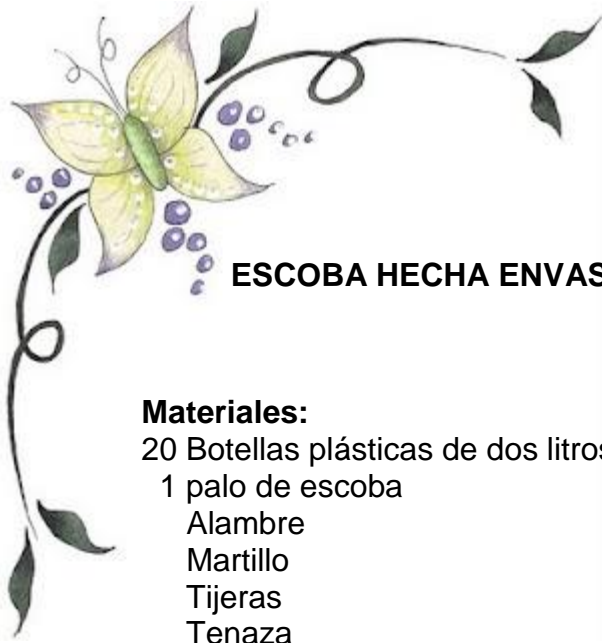 ESCOBA HECHA ENVAS
Materiales:
20 Botellas plásticas de dos litros
1 palo de escoba
Alambre
Martillo
Tijeras
Tenaza